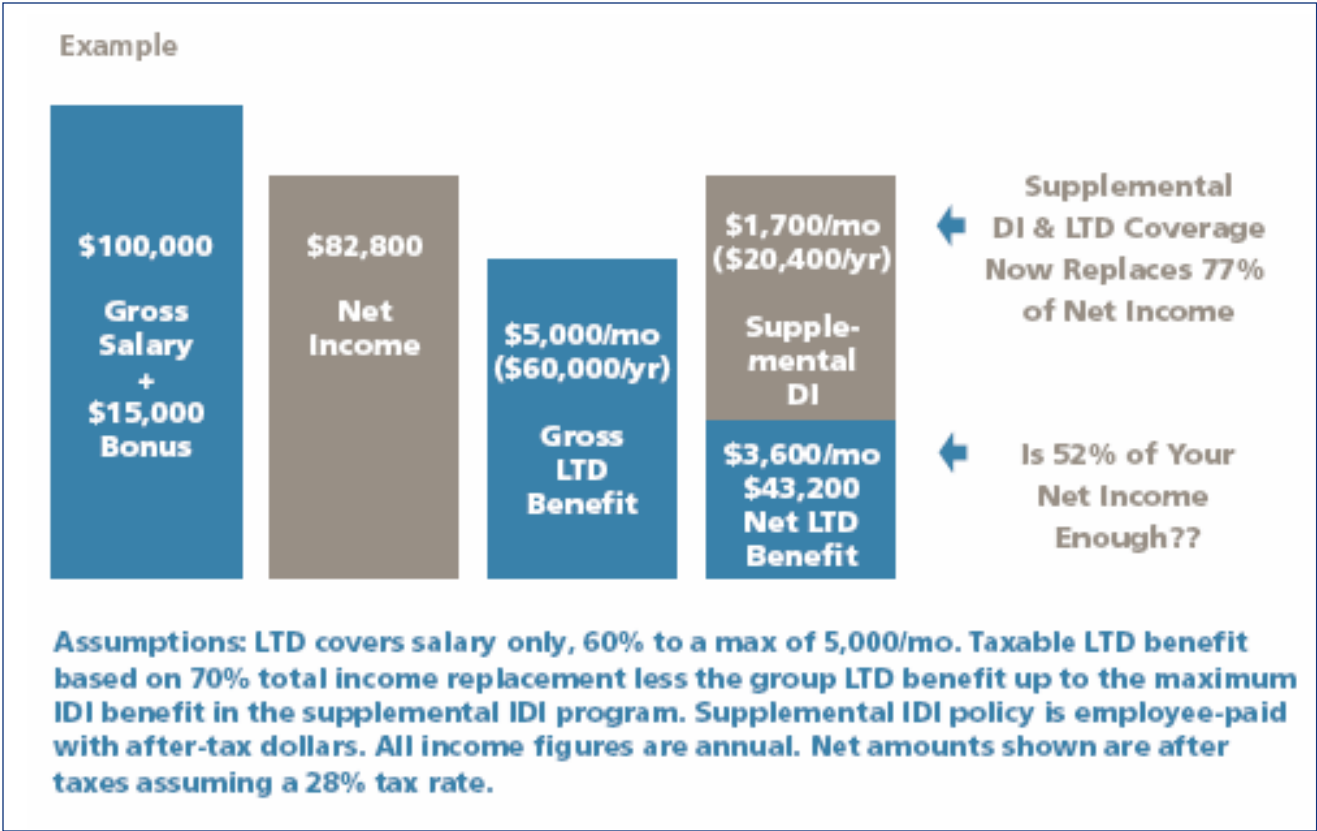 Example
$100,000
Gross
Salary
+
$15,000
Bonus
$82,800
Net
Income
$5,000/mo
($60,000/yr)
Gross
LTD
Benefit
$1,700/mo
($20,400/yr)
Supple-
mental
DI
$3,600/mo
$43,200
Net LTD
Benefit
Supplemental
DI & LTD Coverage
Now Replaces 77%
of Net Income
Is 52% of Your
Net Income
Enough??
Assumptions: LTD covers salary only, 60% to a max of 5,000/mo. Taxable LTD benefit
based on 70% total income replacement less the group LTD benefit up to the maximum
IDI benefit in the supplemental IDI program. Supplemental IDI policy is employee-paid
with after-tax dollars. All income figures are annual. Net amounts shown are after
taxes assuming a 28% tax rate.